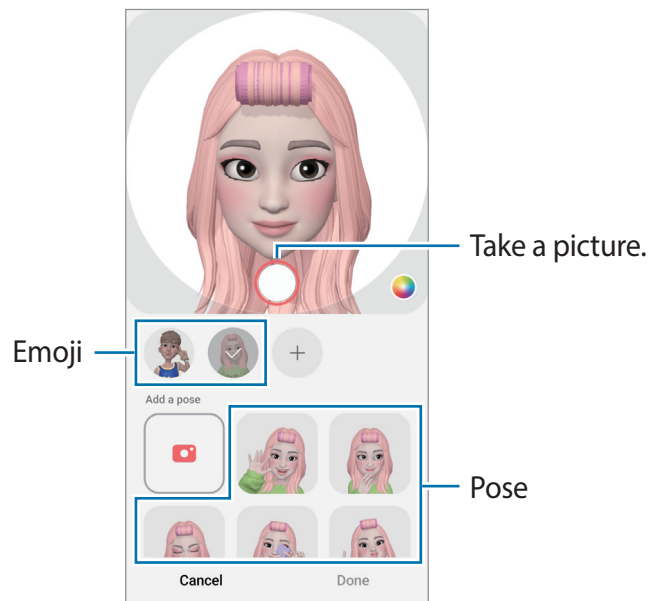 Take a picture.
Emoji
Add a pose
Pose
Cancel
Done